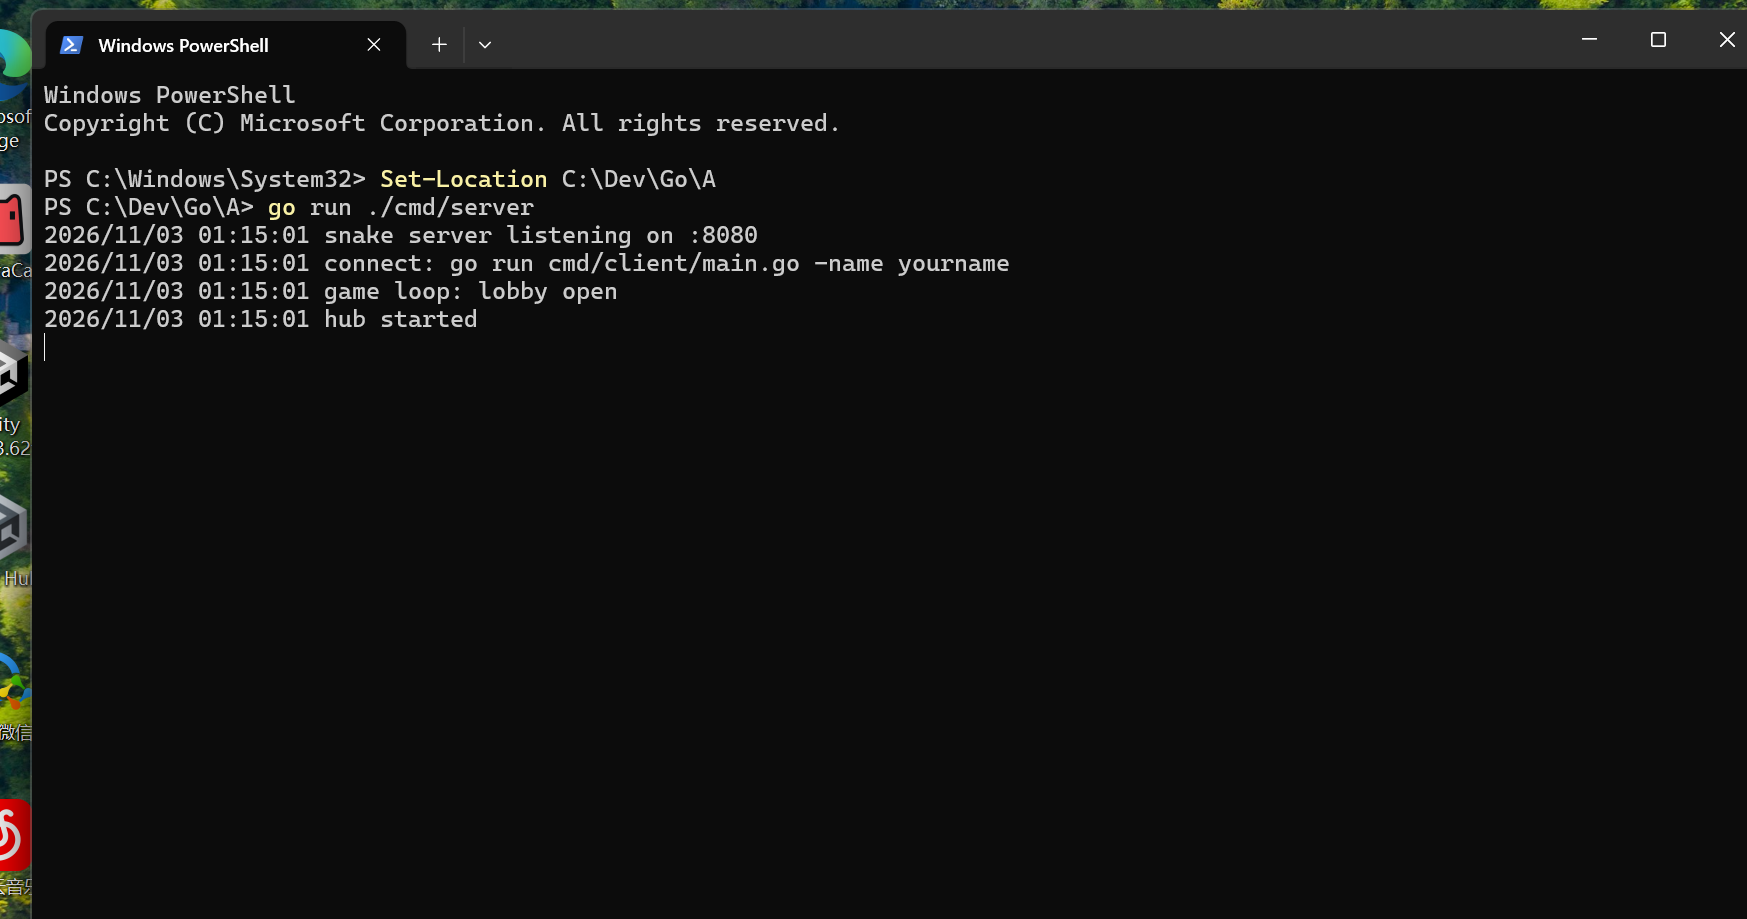 Windows PowerShell
Windows PowerShell
Copyright (C) Microsoft Corporation. All rights reserved.
PS C:\Windows\System32> Set-Location C:\Dev\Go\A
PS C:\Dev\Go\A> go run ./cmd/server
2026/11/03 01:15:01 snake server listening on :8080
2026/11/03 01:15:01 connect: go run cmd/client/main.go -name yourname
2026/11/03 01:15:01 game loop: lobby open
2026/11/03 01:15:01 hub started
微信